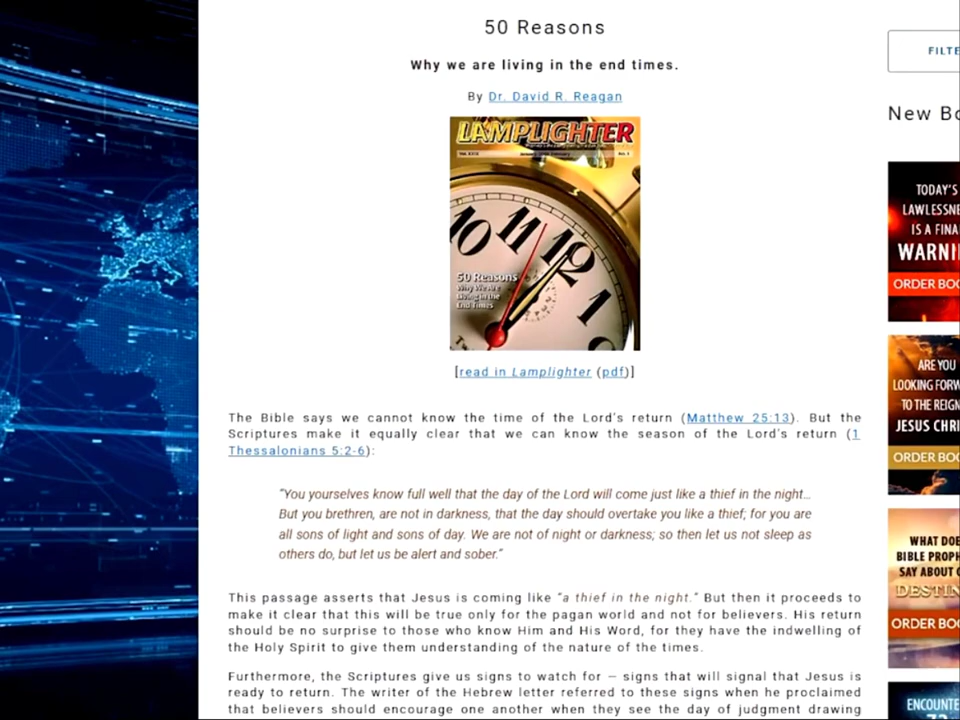 50 Reasons
Why we are living in the end times.
By Dr. David R. Reagan
LAMPLIGHTER
50 Reasons
Why We Are
Living in the
End Times
10
11
12
1
[read in Lamplighter (pdf)]
The Bible says we cannot know the time of the Lord's return (Matthew 25:13). But the
Scriptures make it equally clear that we can know the season of the Lord's return (1
Thessalonians 5:2-6):
"You yourselves know full well that the day of the Lord will come just like a thief in the night…
But you brethren, are not in darkness, that the day should overtake you like a thief; for you are
all sons of light and sons of day. We are not of night or darkness; so then let us not sleep as
others do, but let us be alert and sober."
This passage asserts that Jesus is coming like "a thief in the night." But then it proceeds to
make it clear that this will be true only for the pagan world and not for believers. His return
should be no surprise to those who know Him and His Word, for they have the indwelling of
the Holy Spirit to give them understanding of the nature of the times.
Furthermore, the Scriptures give us signs to watch for — signs that will signal that Jesus is
ready to return. The writer of the Hebrew letter referred to these signs when he proclaimed
that believers should encourage one another when they see the day of judgment drawing
FILTE
New Bo
TODAY'S
LAWLESSNE
IS A FINA
WARNI
ORDER BOO
ARE YOU
LOOKING FORW
TO THE REIGN
JESUS CHRI
ORDER BOO
WHAT DOE
BIBLE PROPH
SAY ABOUT O
DESTIN
ORDER BOO
ENCOUNTE